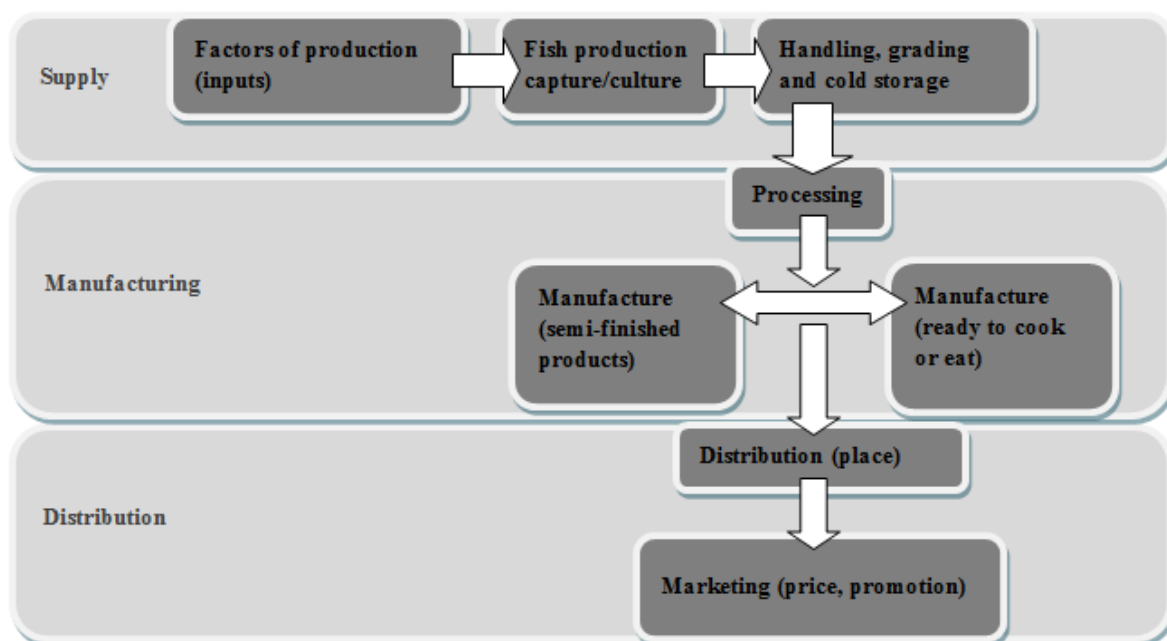 Supply
Factors of production
(inputs)
Fish production
capture/culture
Handling, grading
and cold storage
Manufacturing
Processing
Manufacture
(semi-finished
products)
Manufacture
(ready to cook
or eat)
Distribution
Distribution (place)
Marketing (price, promotion)